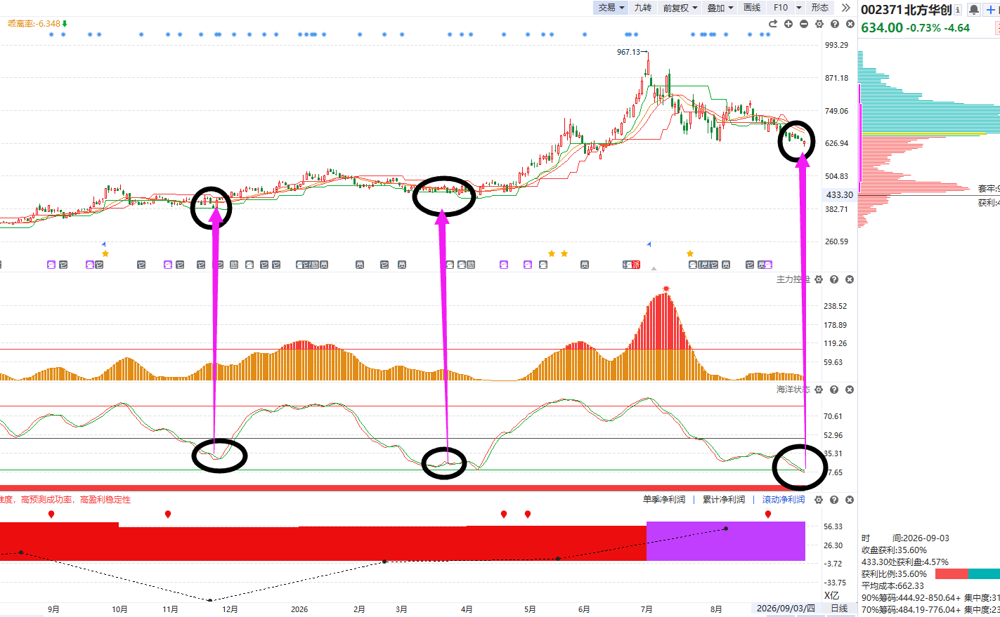 交易 九转 前复权 叠加 画线 F10 形态
002371 北方华创
634.00 -0.73% -4.64
乖离率:-6.348
967.13
993.29
871.18
749.06
626.94
504.83
433.30
382.71
260.59
套牢:9
获利:4
主力控盘
238.52
178.89
119.26
59.63
海洋状态
70.61
52.96
35.31
7.65
度，高预测成功率，高盈利稳定性
单季净利润 | 累计净利润 | 滚动净利润
56.33
26.30
-3.72
-33.75
X亿
9月 10月 11月 12月 2026 2月 3月 4月 5月 6月 7月 8月 2026/09/03/四 日线
时 间:2026-09-03
收盘获利:35.60%
433.30处获利盘:4.57%
获利比例:35.60%
平均成本:662.33
90%筹码:444.92-850.64+ 集中度:31
70%筹码:484.19-776.04+ 集中度:23